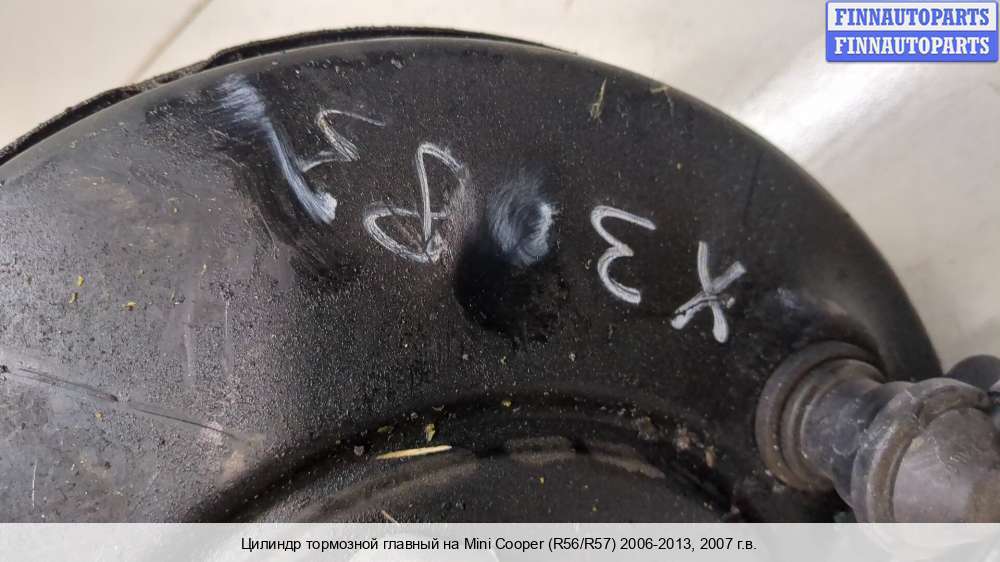 FINNAUTOPARTS
FINNAUTOPARTS
Цилиндр тормозной главный на Mini Cooper (R56/R57) 2006-2013, 2007 г.в.